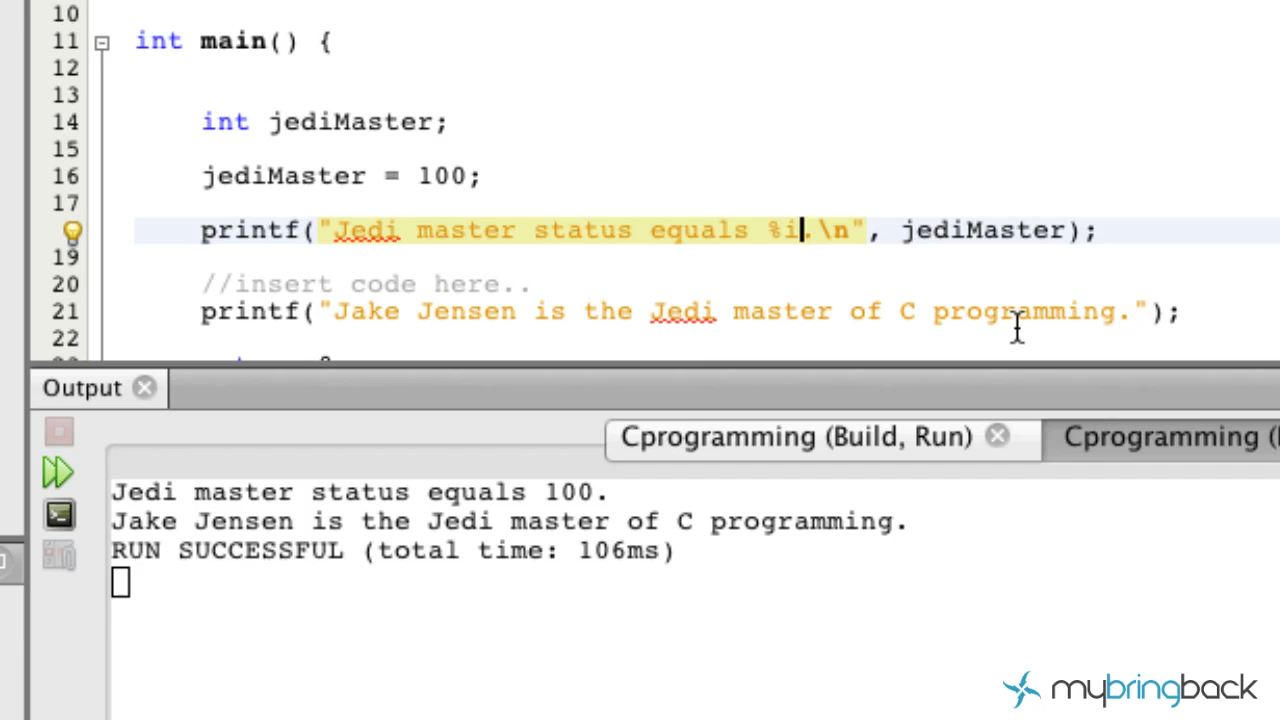 10
11 int main() {
12
13
14 int jediMaster;
15
16 jediMaster = 100;
17
printf("Jedi master status equals %i.\n", jediMaster);
19
20 //insert code here..
21 printf("Jake Jensen is the Jedi master of C programming.");
22
Output
Cprogramming (Build, Run) Cprogramming (
Jedi master status equals 100.
Jake Jensen is the Jedi master of C programming.
RUN SUCCESSFUL (total time: 106ms)
mybringback